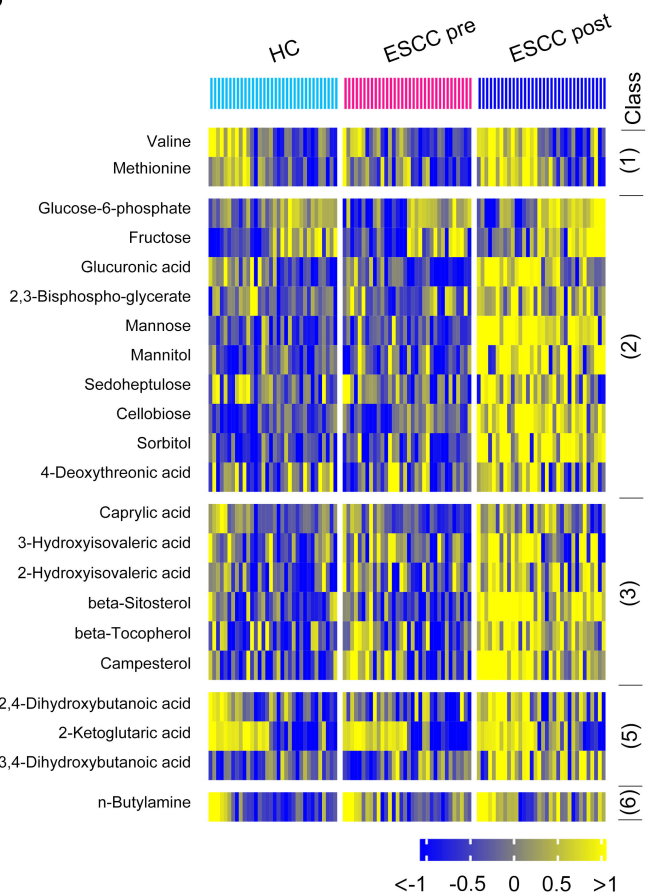 HC
ESCC pre
ESCC post
Class
Valine
Methionine
(1)
Glucose-6-phosphate
Fructose
Glucuronic acid
2,3-Bisphospho-glycerate
Mannose
Mannitol
Sedoheptulose
Cellobiose
Sorbitol
4-Deoxythreonic acid
(2)
Caprylic acid
3-Hydroxyisovaleric acid
2-Hydroxyisovaleric acid
beta-Sitosterol
beta-Tocopherol
Campesterol
(3)
2,4-Dihydroxybutanoic acid
2-Ketoglutaric acid
3,4-Dihydroxybutanoic acid
(5)
n-Butylamine
(6)
<-1 -0.5 0 0.5 >1